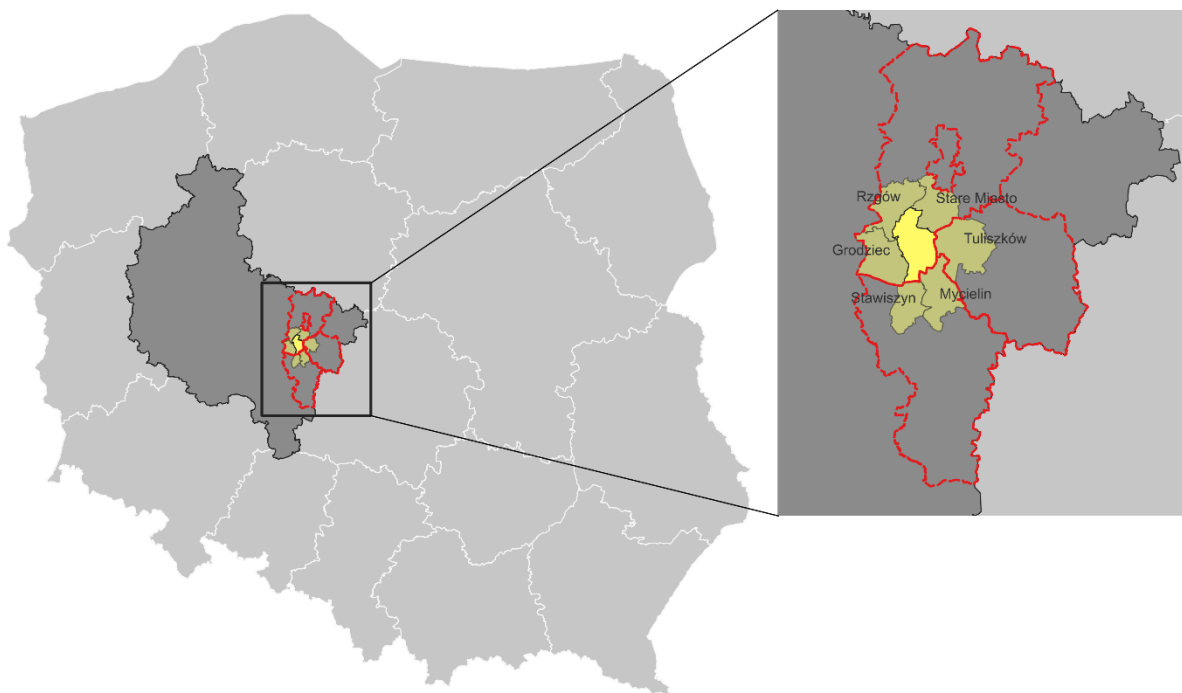 Rzgów
Stare Miasto
Grodziec
Tuliszków
Stawiszyn
Mycielin